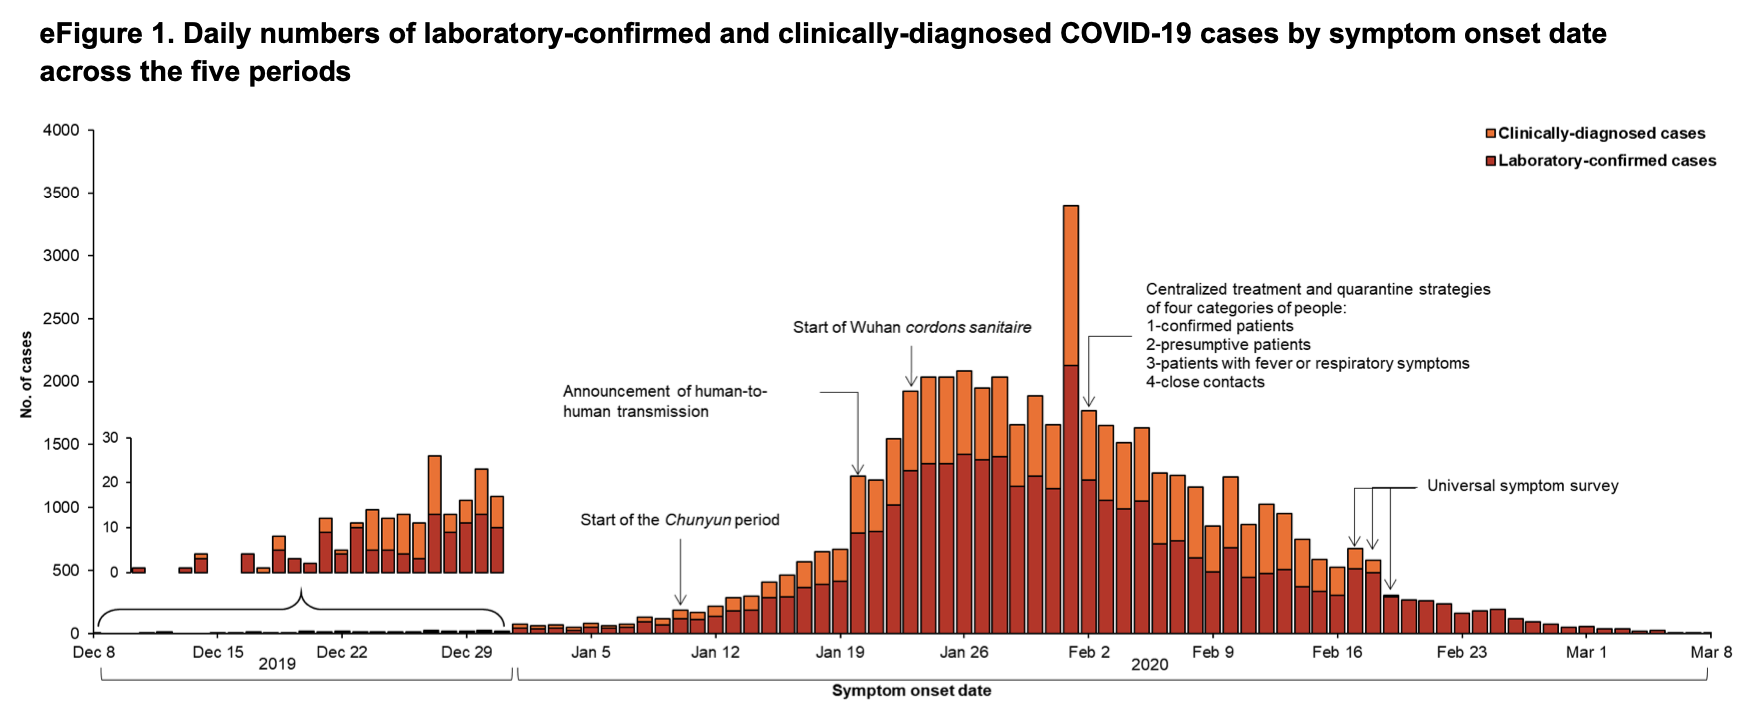 eFigure 1. Daily numbers of laboratory-confirmed and clinically-diagnosed COVID-19 cases by symptom onset date
across the five periods
4000
3500
3000
2500
2000
1500
1000
500
0
No. of cases
Clinically-diagnosed cases
Laboratory-confirmed cases
Centralized treatment and quarantine strategies
of four categories of people:
1-confirmed patients
2-presumptive patients
3-patients with fever or respiratory symptoms
4-close contacts
Start of Wuhan cordons sanitaire
Announcement of human-to-
human transmission
Start of the Chunyun period
Universal symptom survey
30
20
10
0
Dec 8 Dec 15 Dec 22 Dec 29 Jan 5 Jan 12 Jan 19 Jan 26 Feb 2 Feb 9 Feb 16 Feb 23 Mar 1 Mar 8
2019 2020
Symptom onset date